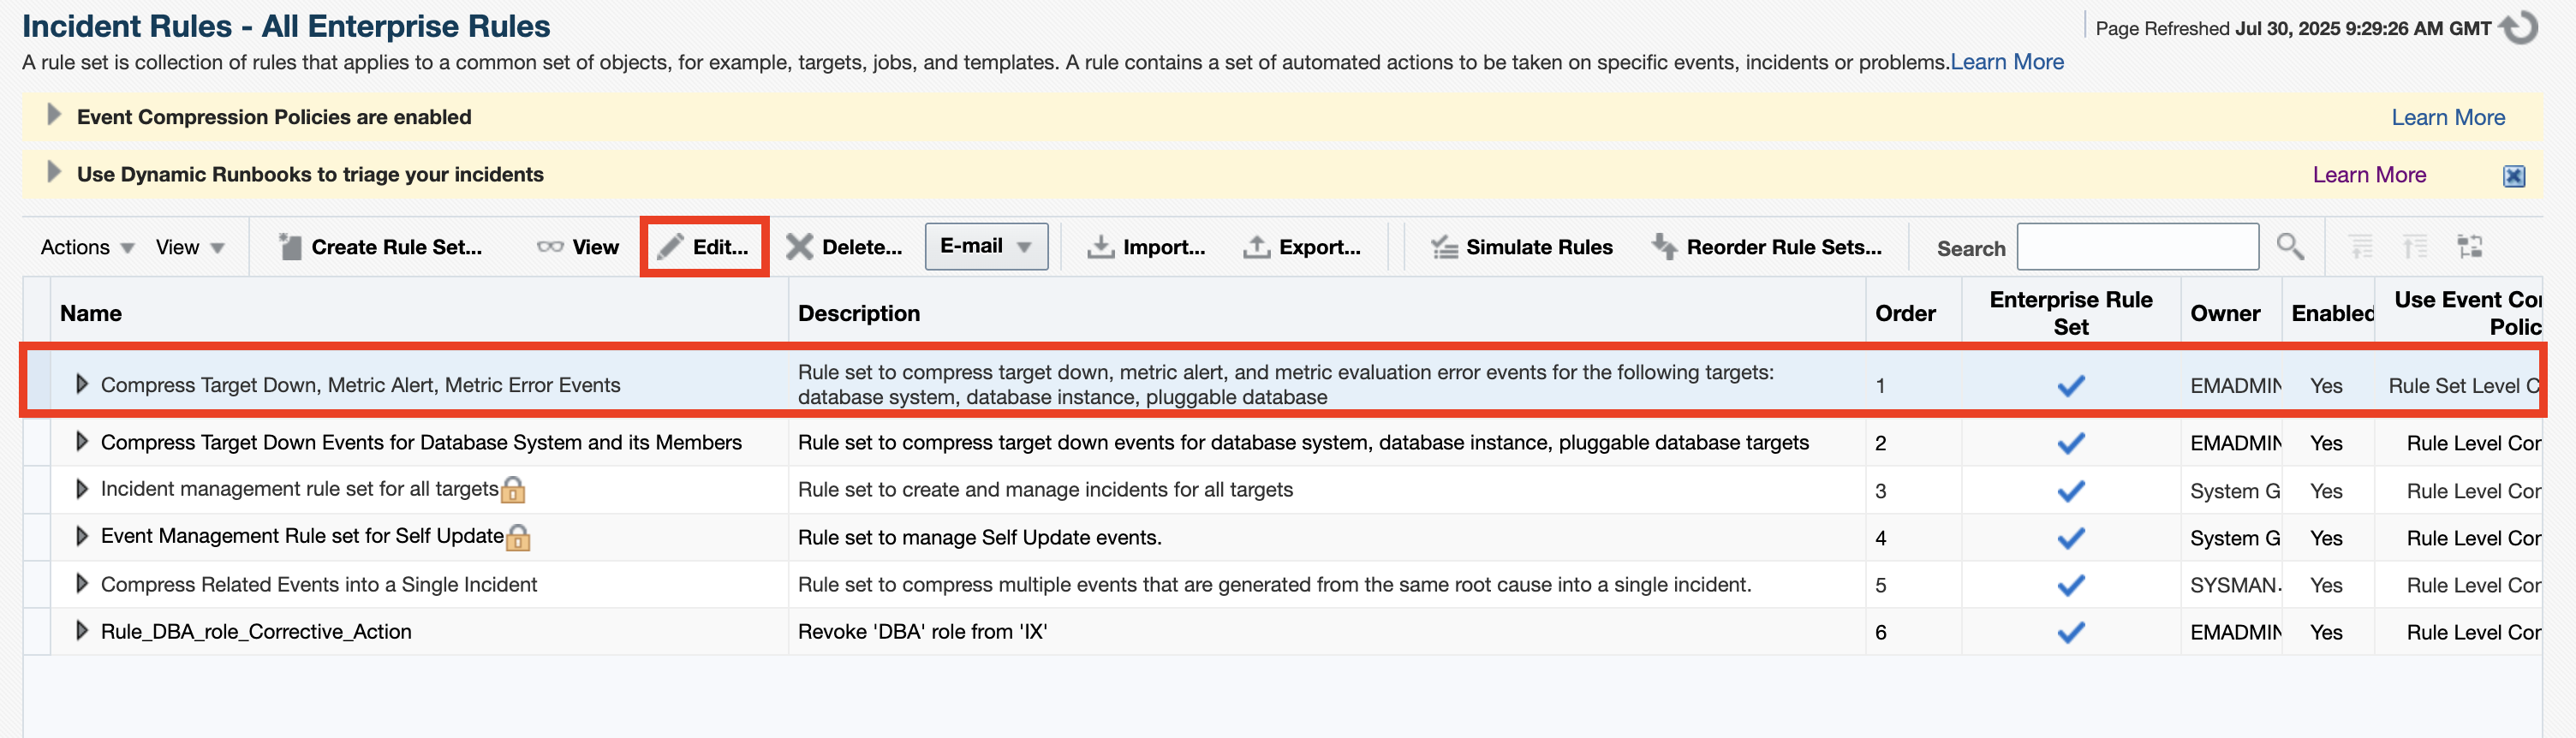 Incident Rules - All Enterprise Rules
Page Refreshed Jul 30, 2025 9:29:26 AM GMT
A rule set is collection of rules that applies to a common set of objects, for example, targets, jobs, and templates. A rule contains a set of automated actions to be taken on specific events, incidents or problems.Learn More
Event Compression Policies are enabled Learn More
Use Dynamic Runbooks to triage your incidents Learn More
Actions View Create Rule Set... View Edit... Delete... E-mail Import... Export... Simulate Rules Reorder Rule Sets... Search
Name Description Order Enterprise Rule Set Owner Enabled Use Event Co Polic
Compress Target Down, Metric Alert, Metric Error Events Rule set to compress target down, metric alert, and metric evaluation error events for the following targets: 1 EMADMIN Yes Rule Set Level C
database system, database instance, pluggable database
Compress Target Down Events for Database System and its Members Rule set to compress target down events for database system, database instance, pluggable database targets 2 EMADMIN Yes Rule Level Cor
Incident management rule set for all targets Rule set to create and manage incidents for all targets 3 System G Yes Rule Level Cor
Event Management Rule set for Self Update Rule set to manage Self Update events. 4 System G Yes Rule Level Cor
Compress Related Events into a Single Incident Rule set to compress multiple events that are generated from the same root cause into a single incident. 5 SYSMAN Yes Rule Level Cor
Rule_DBA_role_Corrective_Action Revoke 'DBA' role from 'IX' 6 EMADMIN Yes Rule Level Cor